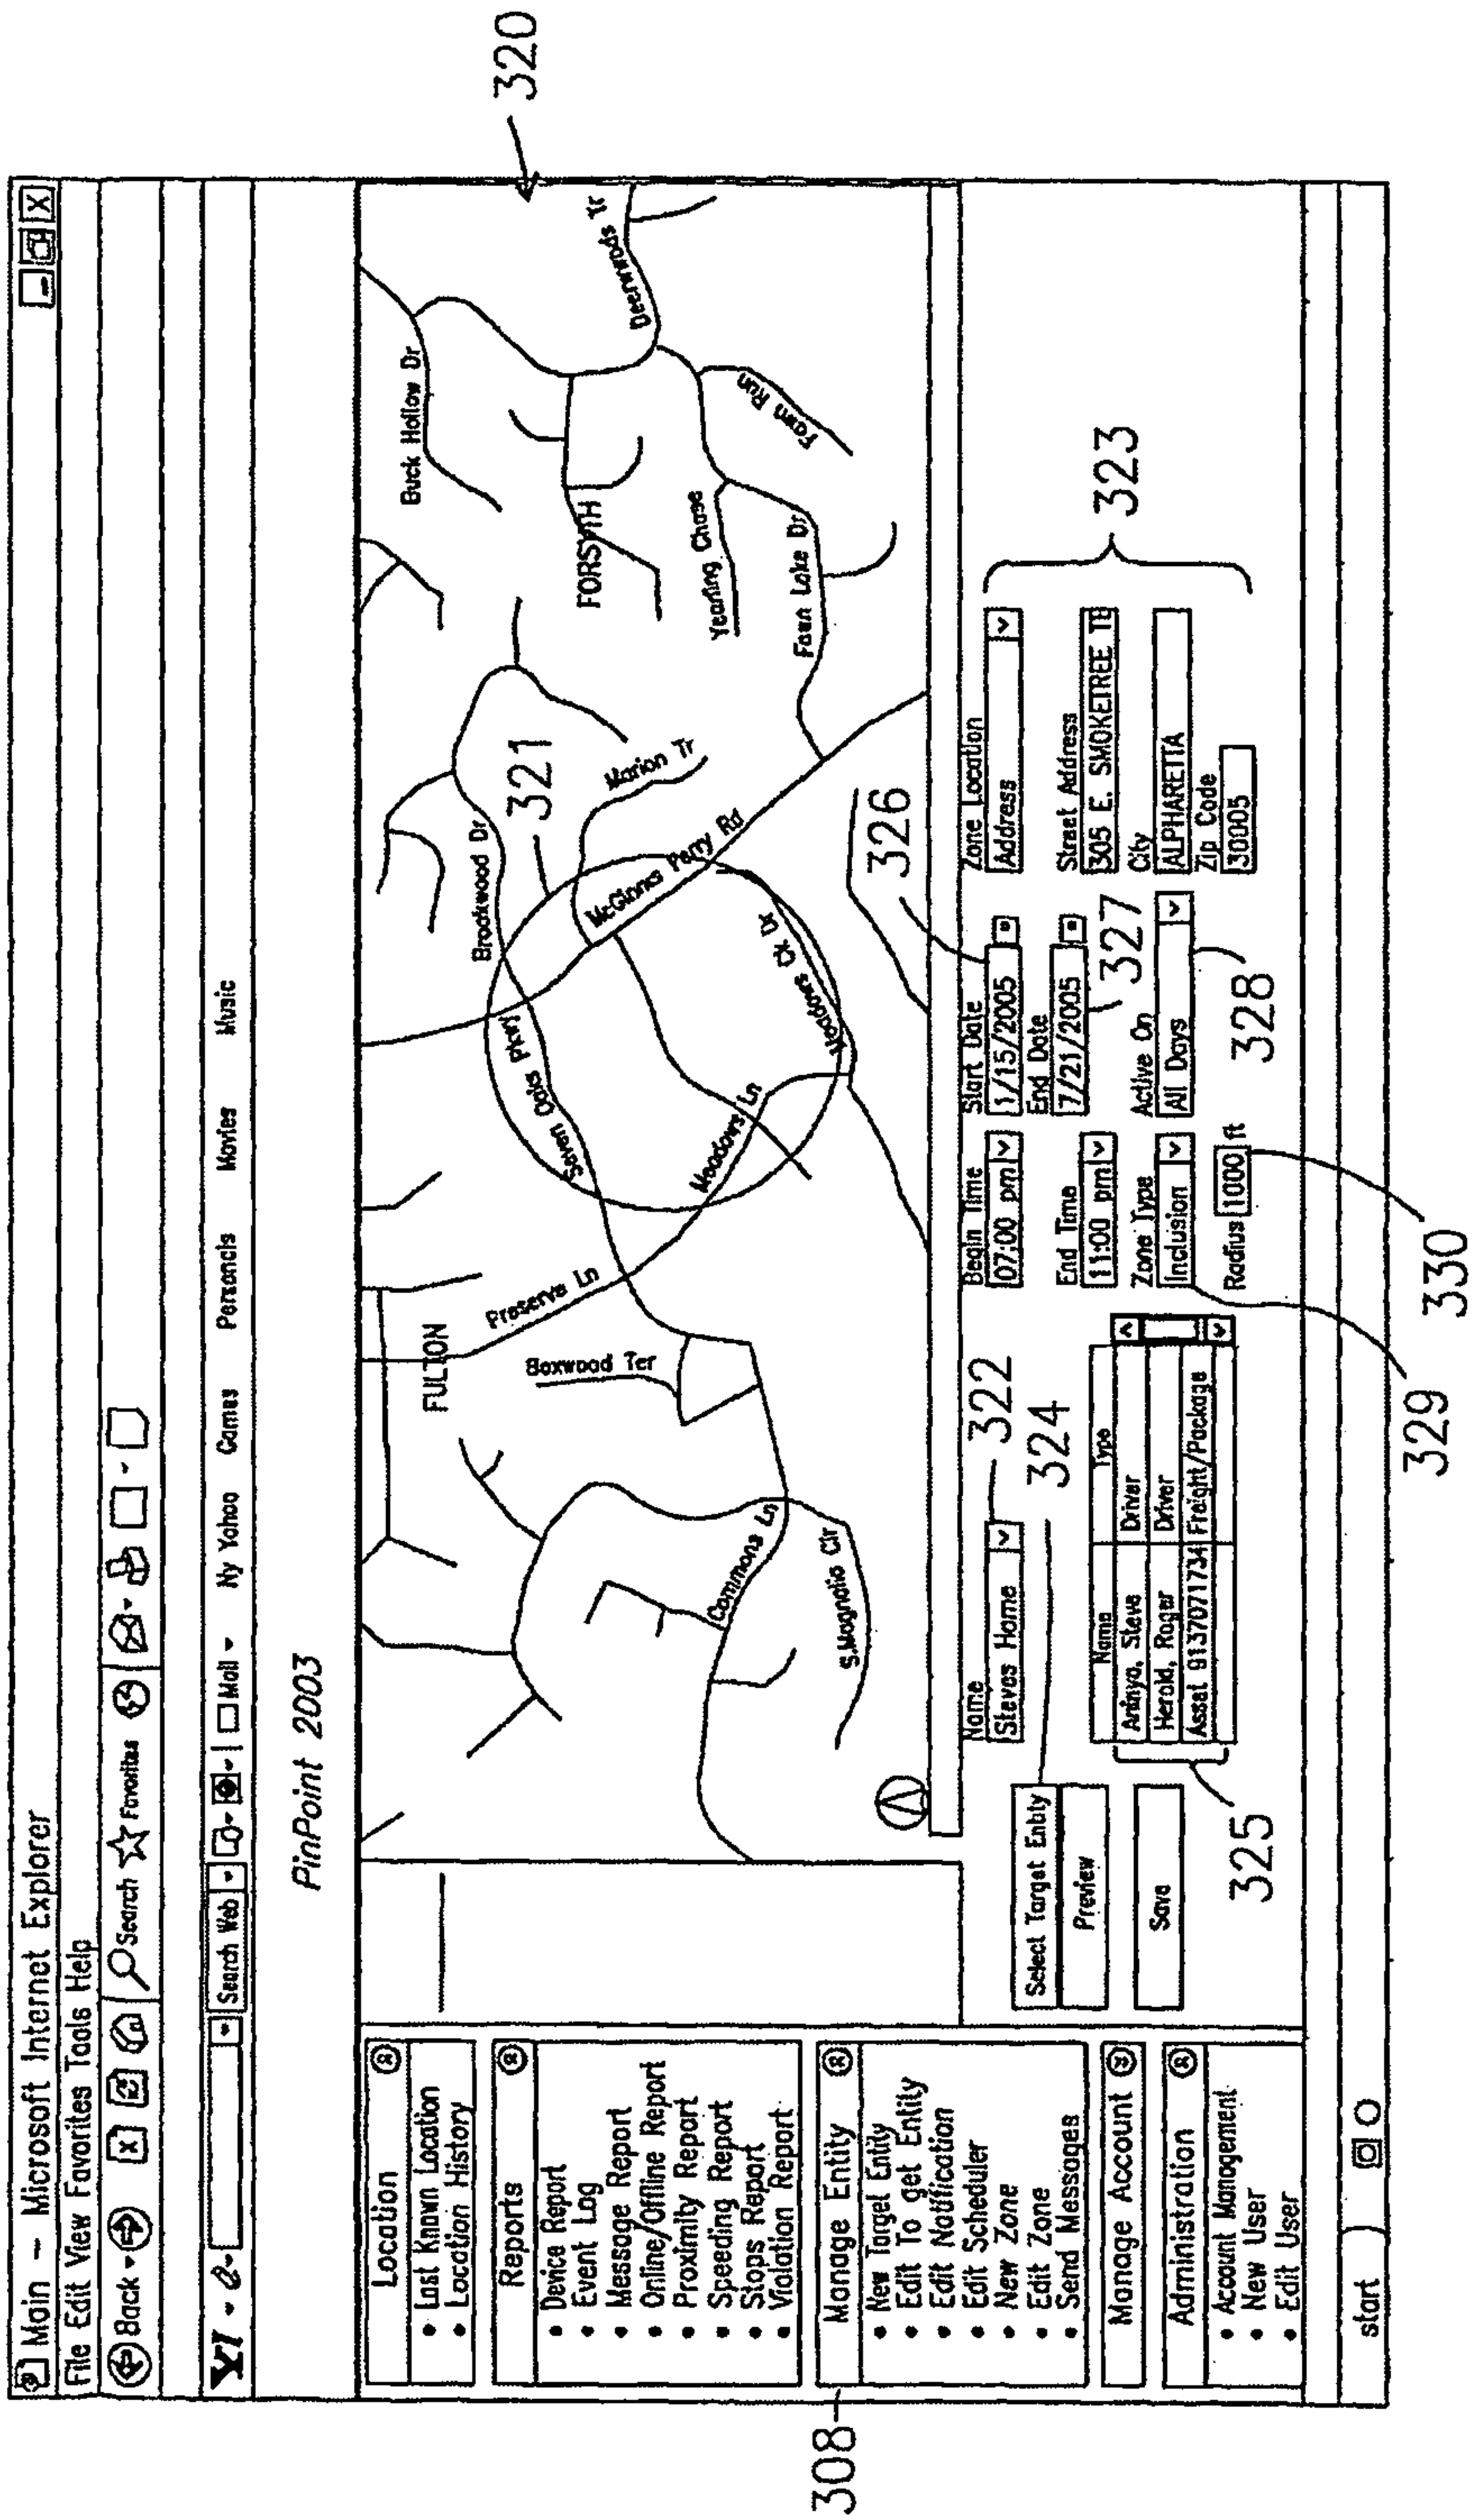 Main - Microsoft Internet Explorer
File Edit View Favorites Tools Help
Back
Search
Favorites
Y!
Search Web
Mail
Ny Yahoo
Games
Personcls
Movies
Music
PinPoint 2003
Location
• Last Known Location
• Location History
Reports
• Device Report
• Event Log
• Message Report
• Online/Offline Report
• Proximity Report
• Speeding Report
• Stops Report
• Violation Report
308
Manage Entity
• New Target Entity
• Edit To get Entity
• Edit Notification
• Edit Scheduler
• New Zone
• Edit Zone
• Send Messages
Manage Account
Administration
• Account Management
• New User
• Edit User
320
Buck Hollow Dr
Deerwoods Tr
FORSYTH
Fawn Run
Yearling Chase
Fawn Lake Dr
321
Brookwood Dr
Marion Tr
McGinnis Ferry Rd
Seven Oaks Pkwy
Meadows Ck Dr
Meadows Ln
Preserve Ln
FULTON
Boxwood Ter
Commons Ln
S.Magnolia Cir
Select Target Entity
Preview
Save
Name
Steves Home
322
324
Name Type
Aninya, Steve Driver
Herold, Roger Driver
Asset 9137071734 Freight/Package
325
Begin Time
07:00 pm
End Time
11:00 pm
Zone Type
Inclusion
Radius 1000 ft
329
330
Start Date
1/15/2005
End Date
7/21/2005
Active On
All Days
326
327
328
Zone Location
Address
Street Address
305 E. SMOKETREE TE
City
ALPHARETTA
Zip Code
30005
323
start